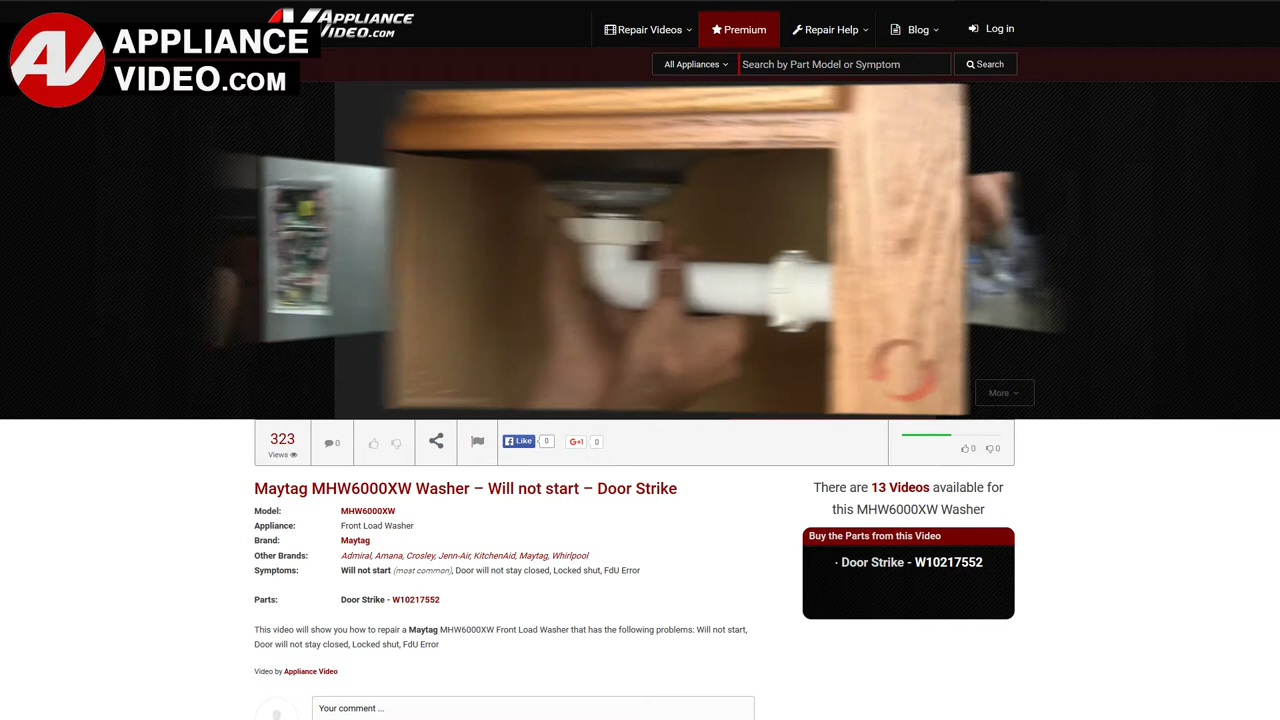 APPLIANCE
VIDEO.COM
APPLIANCE
VIDEO.COM
Repair Videos
Premium
Repair Help
Blog
Log in
All Appliances
Search by Part Model or Symptom
Search
More
323
Views
0
Like
0
G+1
0
0
0
Maytag MHW6000XW Washer – Will not start – Door Strike
Model: MHW6000XW
Appliance: Front Load Washer
Brand: Maytag
Other Brands: Admiral, Amana, Crosley, Jenn-Air, KitchenAid, Maytag, Whirlpool
Symptoms: Will not start (most common), Door will not stay closed, Locked shut, FdU Error
Parts: Door Strike - W10217552
This video will show you how to repair a Maytag MHW6000XW Front Load Washer that has the following problems: Will not start,
Door will not stay closed, Locked shut, FdU Error
Video by Appliance Video
Your comment ...
There are 13 Videos available for
this MHW6000XW Washer
Buy the Parts from this Video
· Door Strike - W10217552